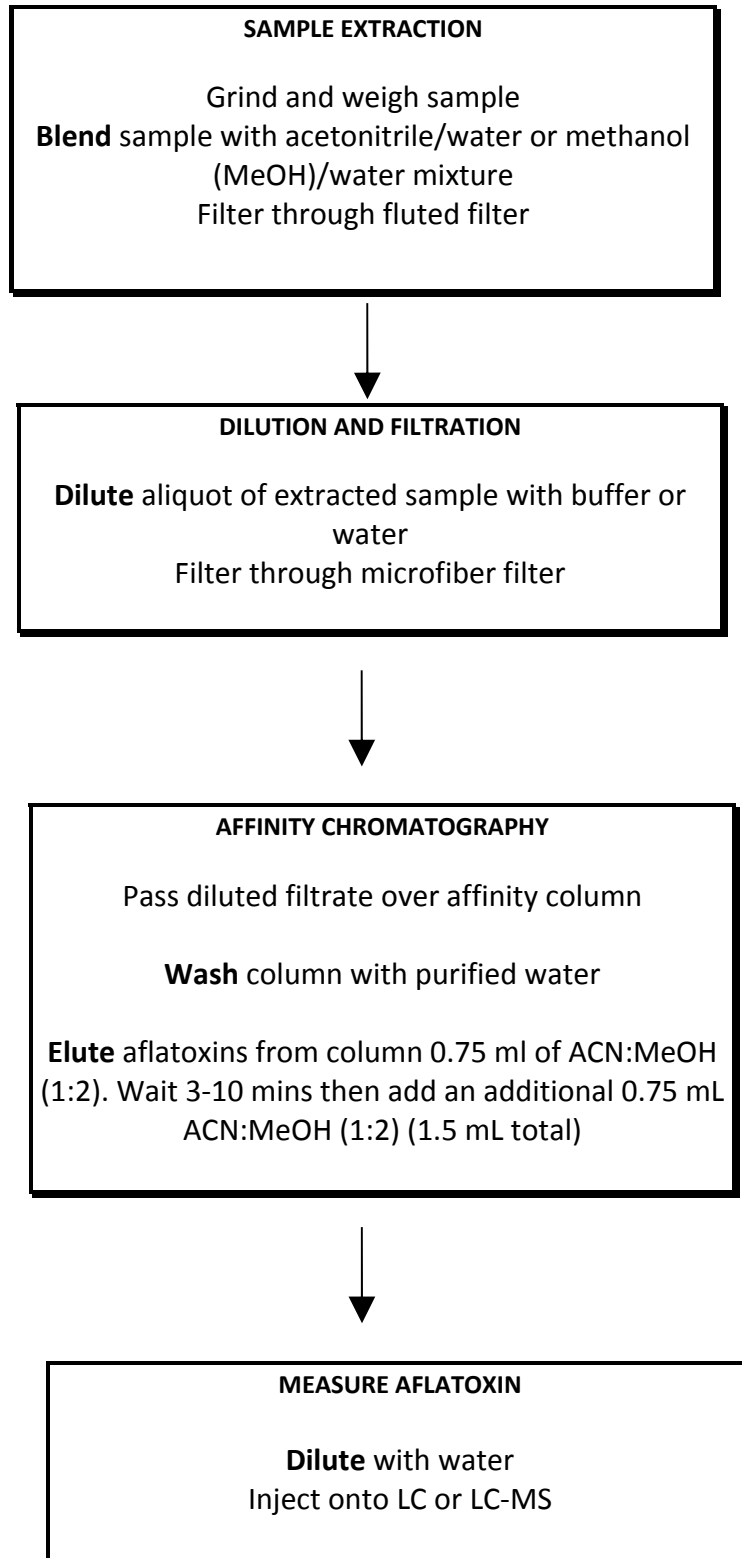 SAMPLE EXTRACTION
Grind and weigh sample
Blend sample with acetonitrile/water or methanol
(MeOH)/water mixture
Filter through fluted filter
DILUTION AND FILTRATION
Dilute aliquot of extracted sample with buffer or
water
Filter through microfiber filter
AFFINITY CHROMATOGRAPHY
Pass diluted filtrate over affinity column
Wash column with purified water
Elute aflatoxins from column 0.75 ml of ACN:MeOH
(1:2). Wait 3-10 mins then add an additional 0.75 mL
ACN:MeOH (1:2) (1.5 mL total)
MEASURE AFLATOXIN
Dilute with water
Inject onto LC or LC-MS